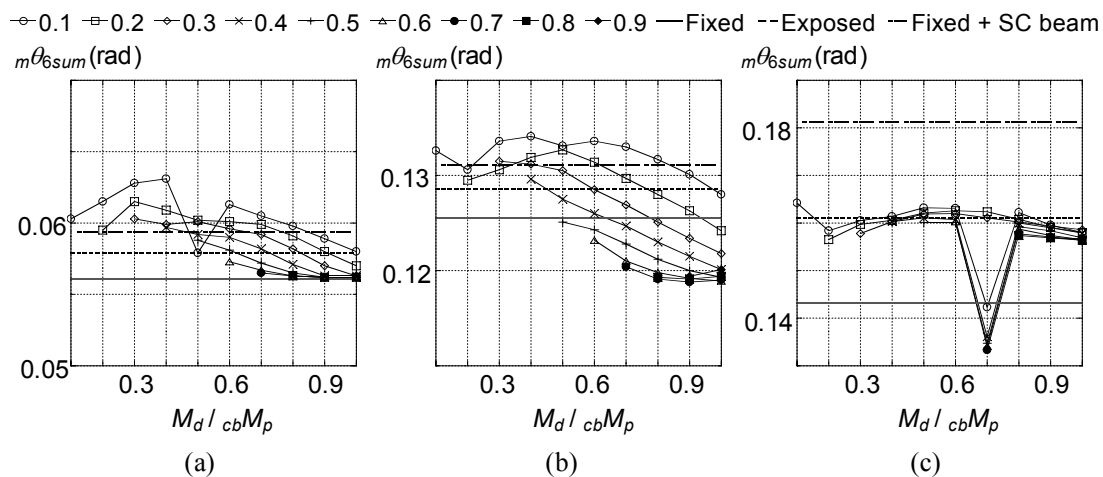 0.1 0.2 0.3 0.4 0.5 0.6 0.7 0.8 0.9 Fixed Exposed Fixed + SC beam
mθ6sum(rad) mθ6sum(rad) mθ6sum(rad)
0.06
0.05
0.3 0.6 0.9
Md / cbMp
(a)
0.13
0.12
0.3 0.6 0.9
Md / cbMp
(b)
0.18
0.14
0.3 0.6 0.9
Md / cbMp
(c)